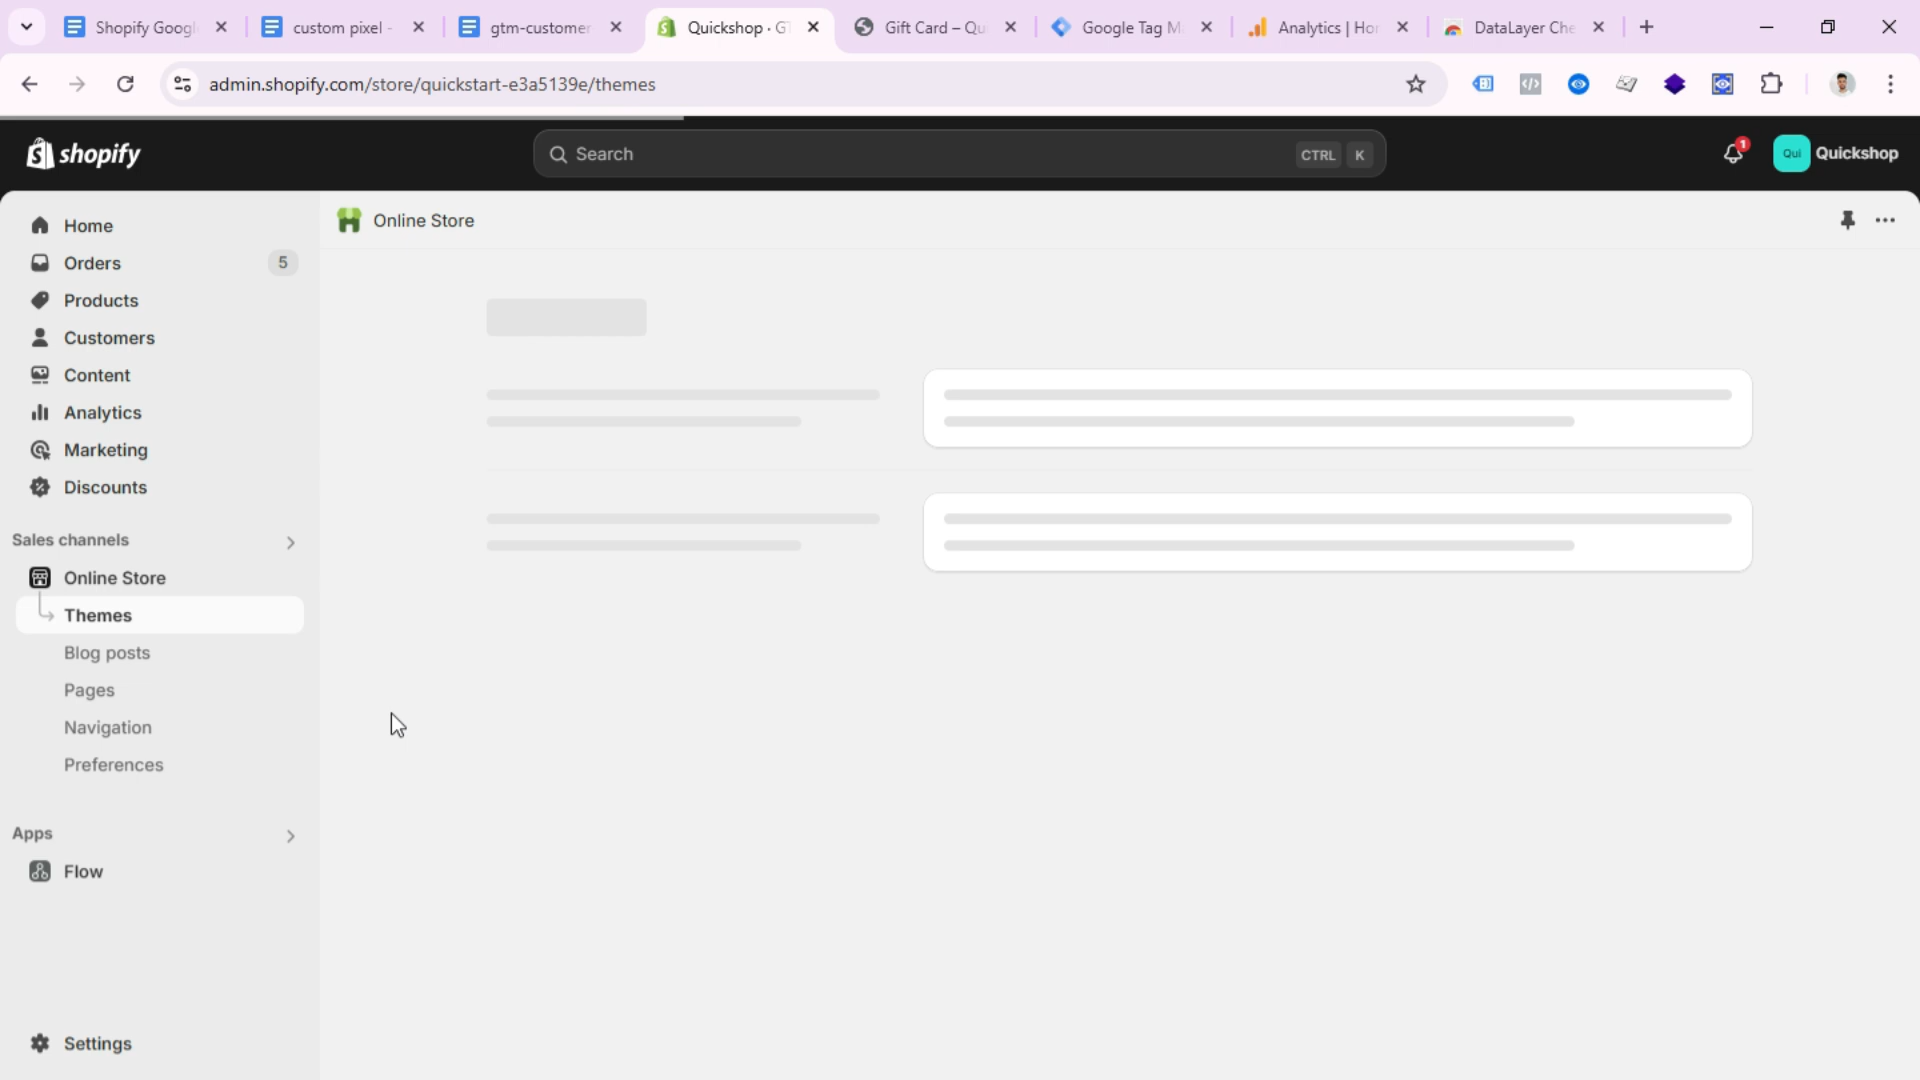 Shopify Googl
custom pixel -
gtm-customer
Quickshop · GT
Gift Card – Qu
Google Tag M
Analytics | Hor
DataLayer Che
admin.shopify.com/store/quickstart-e3a5139e/themes
shopify
Search
CTRL K
1
Qui
Quickshop
Home
Orders
5
Products
Customers
Content
Analytics
Marketing
Discounts
Sales channels
Online Store
Themes
Blog posts
Pages
Navigation
Preferences
Apps
Flow
Settings
Online Store